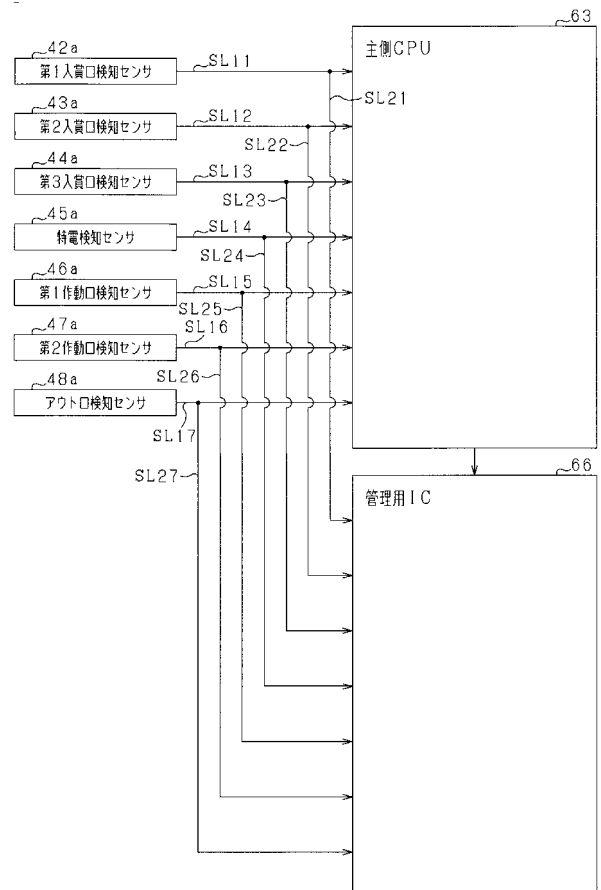 63
主側CPU
42a
第1入賞口検知センサ
SL11
SL21
43a
第2入賞口検知センサ
SL12
SL22
44a
第3入賞口検知センサ
SL13
SL23
45a
特電検知センサ
SL14
SL24
46a
第1作動口検知センサ
SL15
SL25
47a
第2作動口検知センサ
SL16
SL26
48a
アウト口検知センサ
SL17
SL27
66
管理用IC